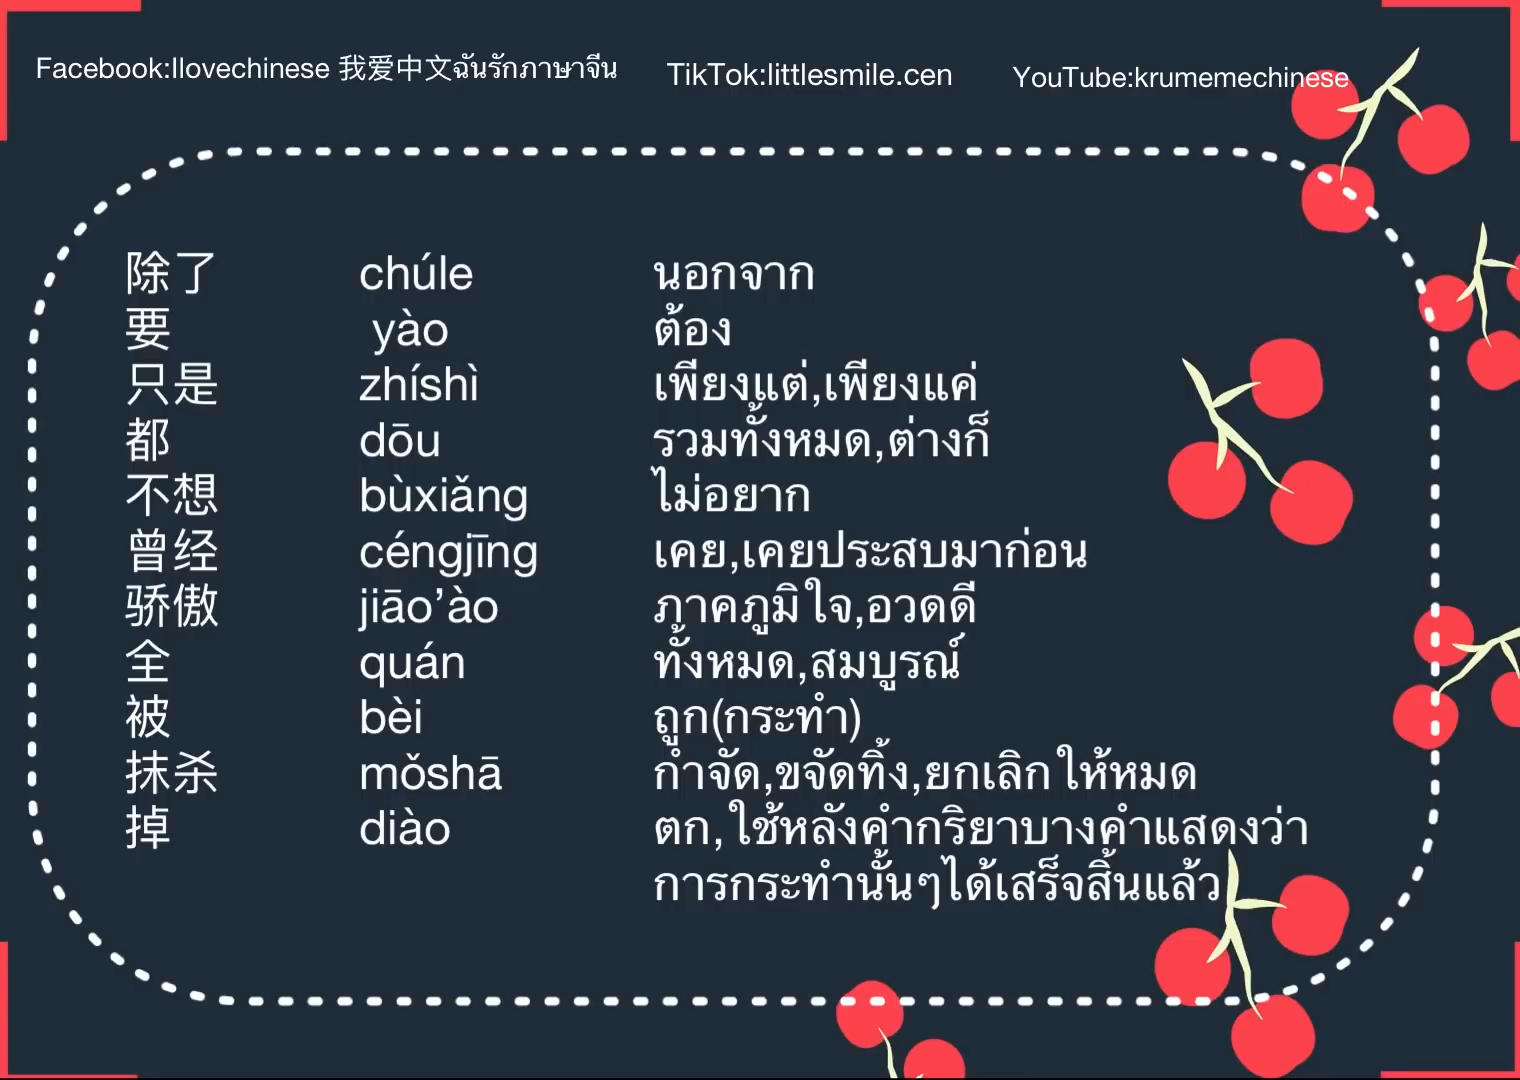 Facebook:Ilovechinese 我爱中文ฉันรักภาษาจีน TikTok:littlesmile.cen YouTube:krumemechinese
除了 chúle นอกจาก
要 yào ต้อง
只是 zhíshì เพียงแต่,เพียงแค่
都 dōu รวมทั้งหมด,ต่างก็
不想 bùxiǎng ไม่อยาก
曾经 céngjīng เคย,เคยประสบมาก่อน
骄傲 jiāo’ào ภาคภูมิใจ,อวดดี
全 quán ทั้งหมด,สมบูรณ์
被 bèi ถูก(กระทำ)
抹杀 mǒshā กำจัด,ขจัดทิ้ง,ยกเลิกให้หมด
掉 diào ตก,ใช้หลังคำกริยาบางคำแสดงว่า
การกระทำนั้นๆได้เสร็จสิ้นแล้ว